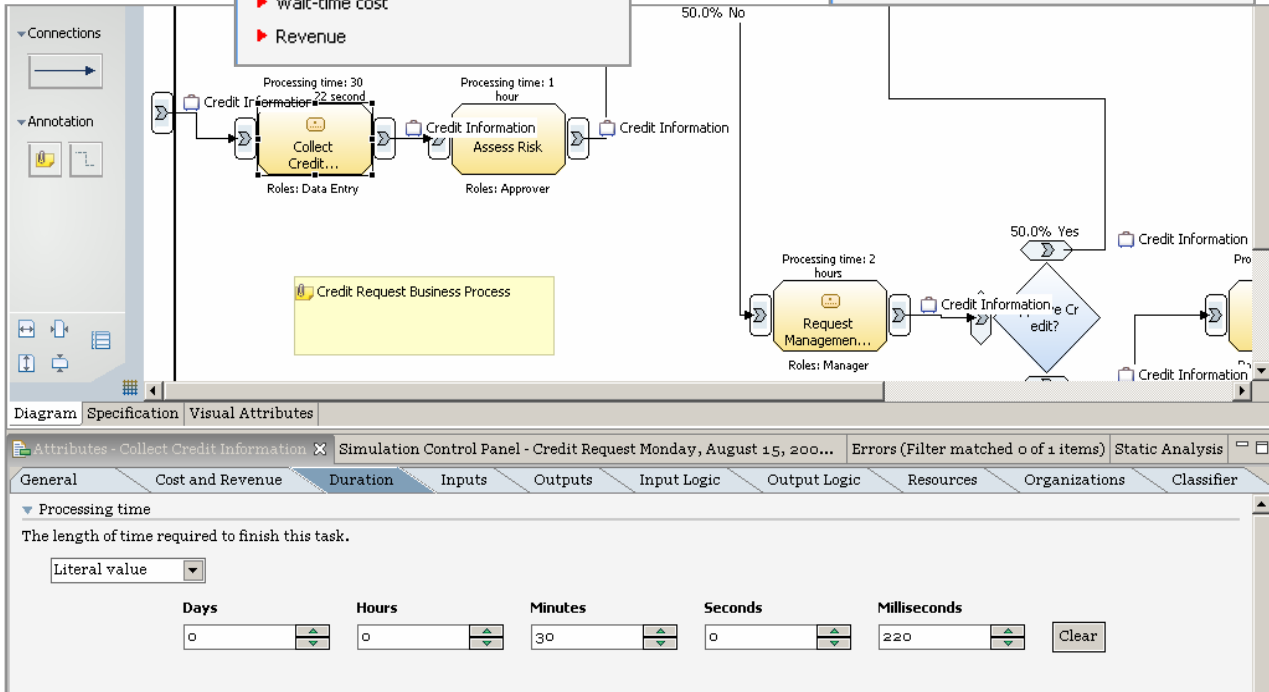 Wait-time cost
Revenue
50.0% No
Connections
Annotation
Processing time: 30
22 second
Credit Information
Collect
Credit...
Roles: Data Entry
Processing time: 1
hour
Credit Information
Assess Risk
Roles: Approver
Credit Information
Credit Request Business Process
Processing time: 2
hours
Request
Managemen...
Roles: Manager
Credit Information
50.0% Yes
e Cr
edit?
Credit Information
Pro
Credit Information
Diagram Specification Visual Attributes
Attributes - Collect Credit Information Simulation Control Panel - Credit Request Monday, August 15, 200... Errors (Filter matched 0 of 1 items) Static Analysis
General Cost and Revenue Duration Inputs Outputs Input Logic Output Logic Resources Organizations Classifier
Processing time
The length of time required to finish this task.
Literal value
Days Hours Minutes Seconds Milliseconds
0 0 30 0 220 Clear